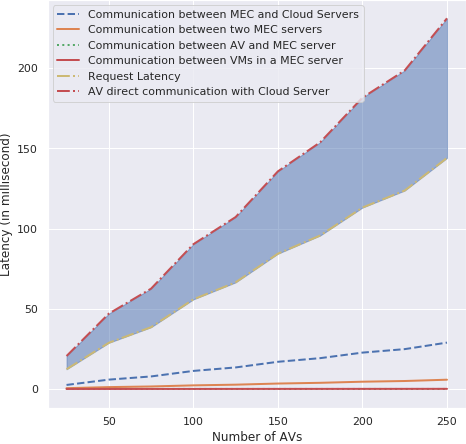 Communication between MEC and Cloud Servers
Communication between two MEC servers
Communication between AV and MEC server
Communication between VMs in a MEC server
Request Latency
AV direct communication with Cloud Server
200
150
100
50
0
Latency (in millisecond)
50
100
150
200
250
Number of AVs